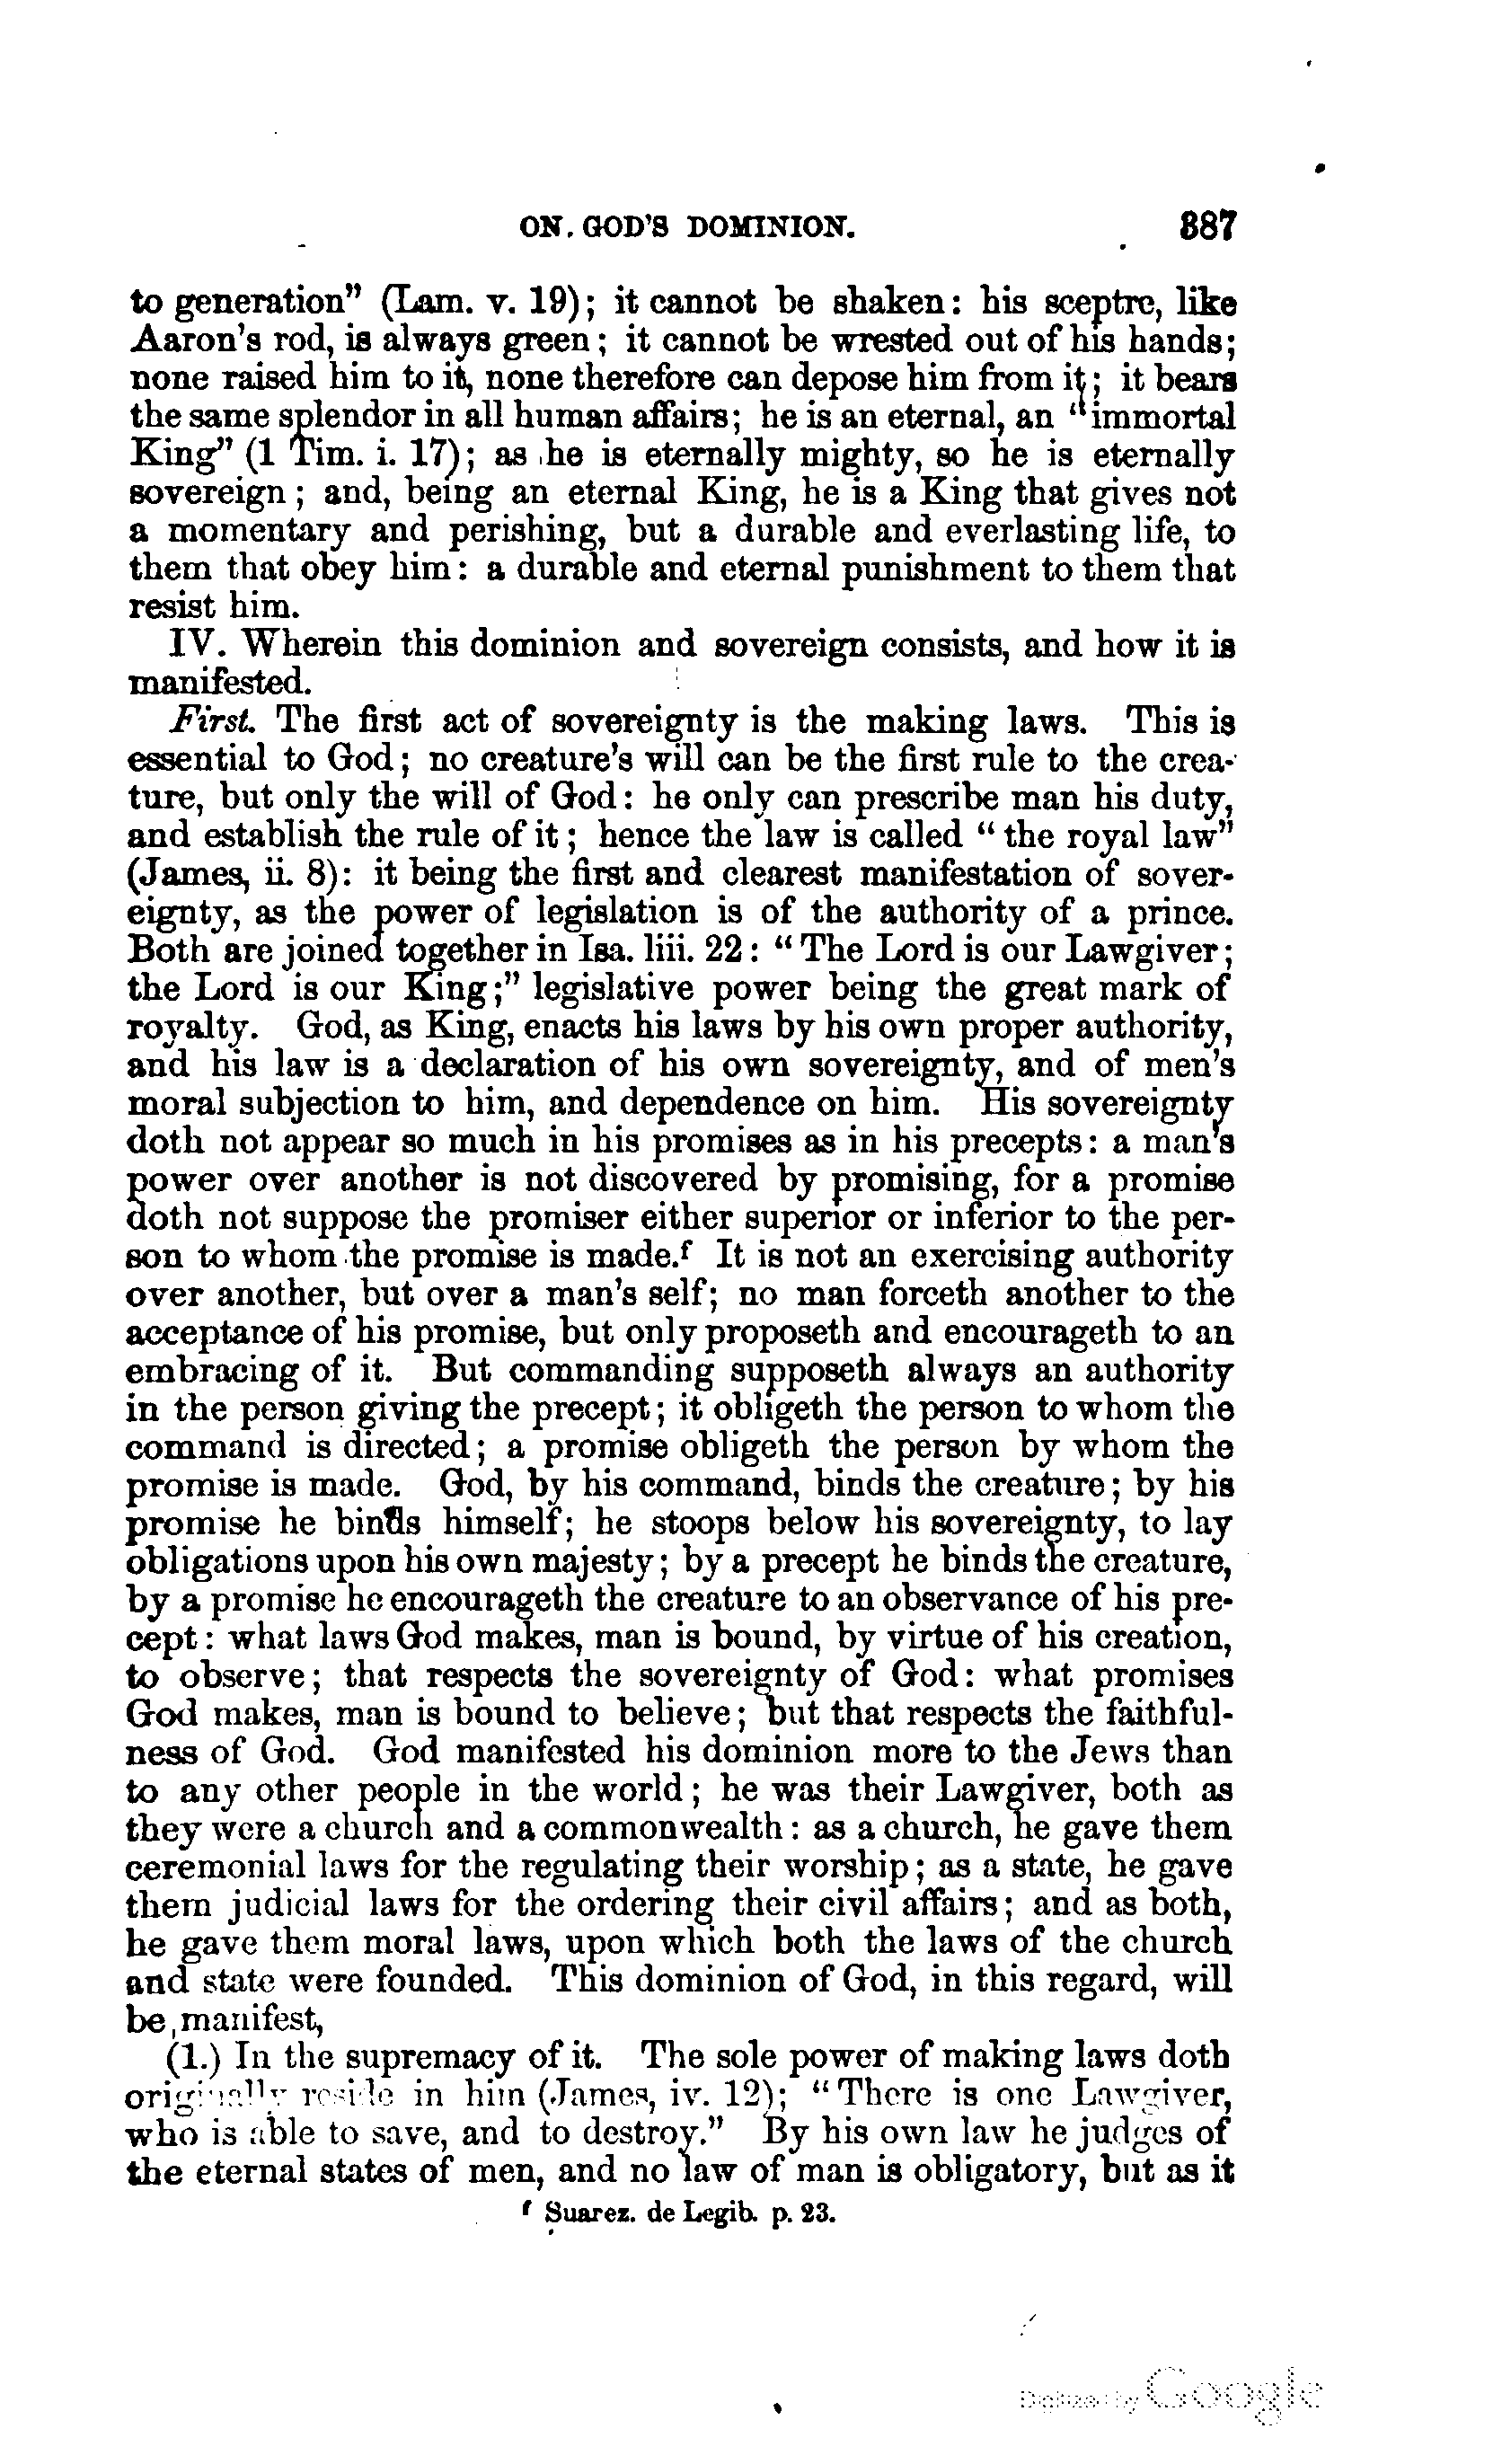 ON. GOD'S DOMINION. 387
to generation" (Lam. v. 19); it cannot be shaken: his sceptre, like
Aaron's rod, is always green; it cannot be wrested out of his hands;
none raised him to it, none therefore can depose him from it; it bears
the same splendor in all human affairs; he is an eternal, an "immortal
King" (1 Tim. i. 17); as he is eternally mighty, so he is eternally
sovereign; and, being an eternal King, he is a King that gives not
a momentary and perishing, but a durable and everlasting life, to
them that obey him: a durable and eternal punishment to them that
resist him.
IV. Wherein this dominion and sovereign consists, and how it is
manifested.
First. The first act of sovereignty is the making laws. This is
essential to God; no creature's will can be the first rule to the crea-
ture, but only the will of God: he only can prescribe man his duty,
and establish the rule of it; hence the law is called "the royal law"
(James, ii. 8): it being the first and clearest manifestation of sover-
eignty, as the power of legislation is of the authority of a prince.
Both are joined together in Isa. liii. 22: "The Lord is our Lawgiver;
the Lord is our King;" legislative power being the great mark of
royalty. God, as King, enacts his laws by his own proper authority,
and his law is a declaration of his own sovereignty, and of men's
moral subjection to him, and dependence on him. His sovereignty
doth not appear so much in his promises as in his precepts: a man's
power over another is not discovered by promising, for a promise
doth not suppose the promiser either superior or inferior to the per-
son to whom the promise is made.f It is not an exercising authority
over another, but over a man's self; no man forceth another to the
acceptance of his promise, but only proposeth and encourageth to an
embracing of it. But commanding supposeth always an authority
in the person giving the precept; it obligeth the person to whom the
command is directed; a promise obligeth the person by whom the
promise is made. God, by his command, binds the creature; by his
promise he binds himself; he stoops below his sovereignty, to lay
obligations upon his own majesty; by a precept he binds the creature,
by a promise he encourageth the creature to an observance of his pre-
cept: what laws God makes, man is bound, by virtue of his creation,
to observe; that respects the sovereignty of God: what promises
God makes, man is bound to believe; but that respects the faithful-
ness of God. God manifested his dominion more to the Jews than
to any other people in the world; he was their Lawgiver, both as
they were a church and a commonwealth: as a church, he gave them
ceremonial laws for the regulating their worship; as a state, he gave
them judicial laws for the ordering their civil affairs; and as both,
he gave them moral laws, upon which both the laws of the church
and state were founded. This dominion of God, in this regard, will
be manifest,
(1.) In the supremacy of it. The sole power of making laws doth
originally reside in him (James, iv. 12); "There is one Lawgiver,
who is able to save, and to destroy." By his own law he judges of
the eternal states of men, and no law of man is obligatory, but as it
f Suarez. de Legib. p. 23.
Digitized by Google